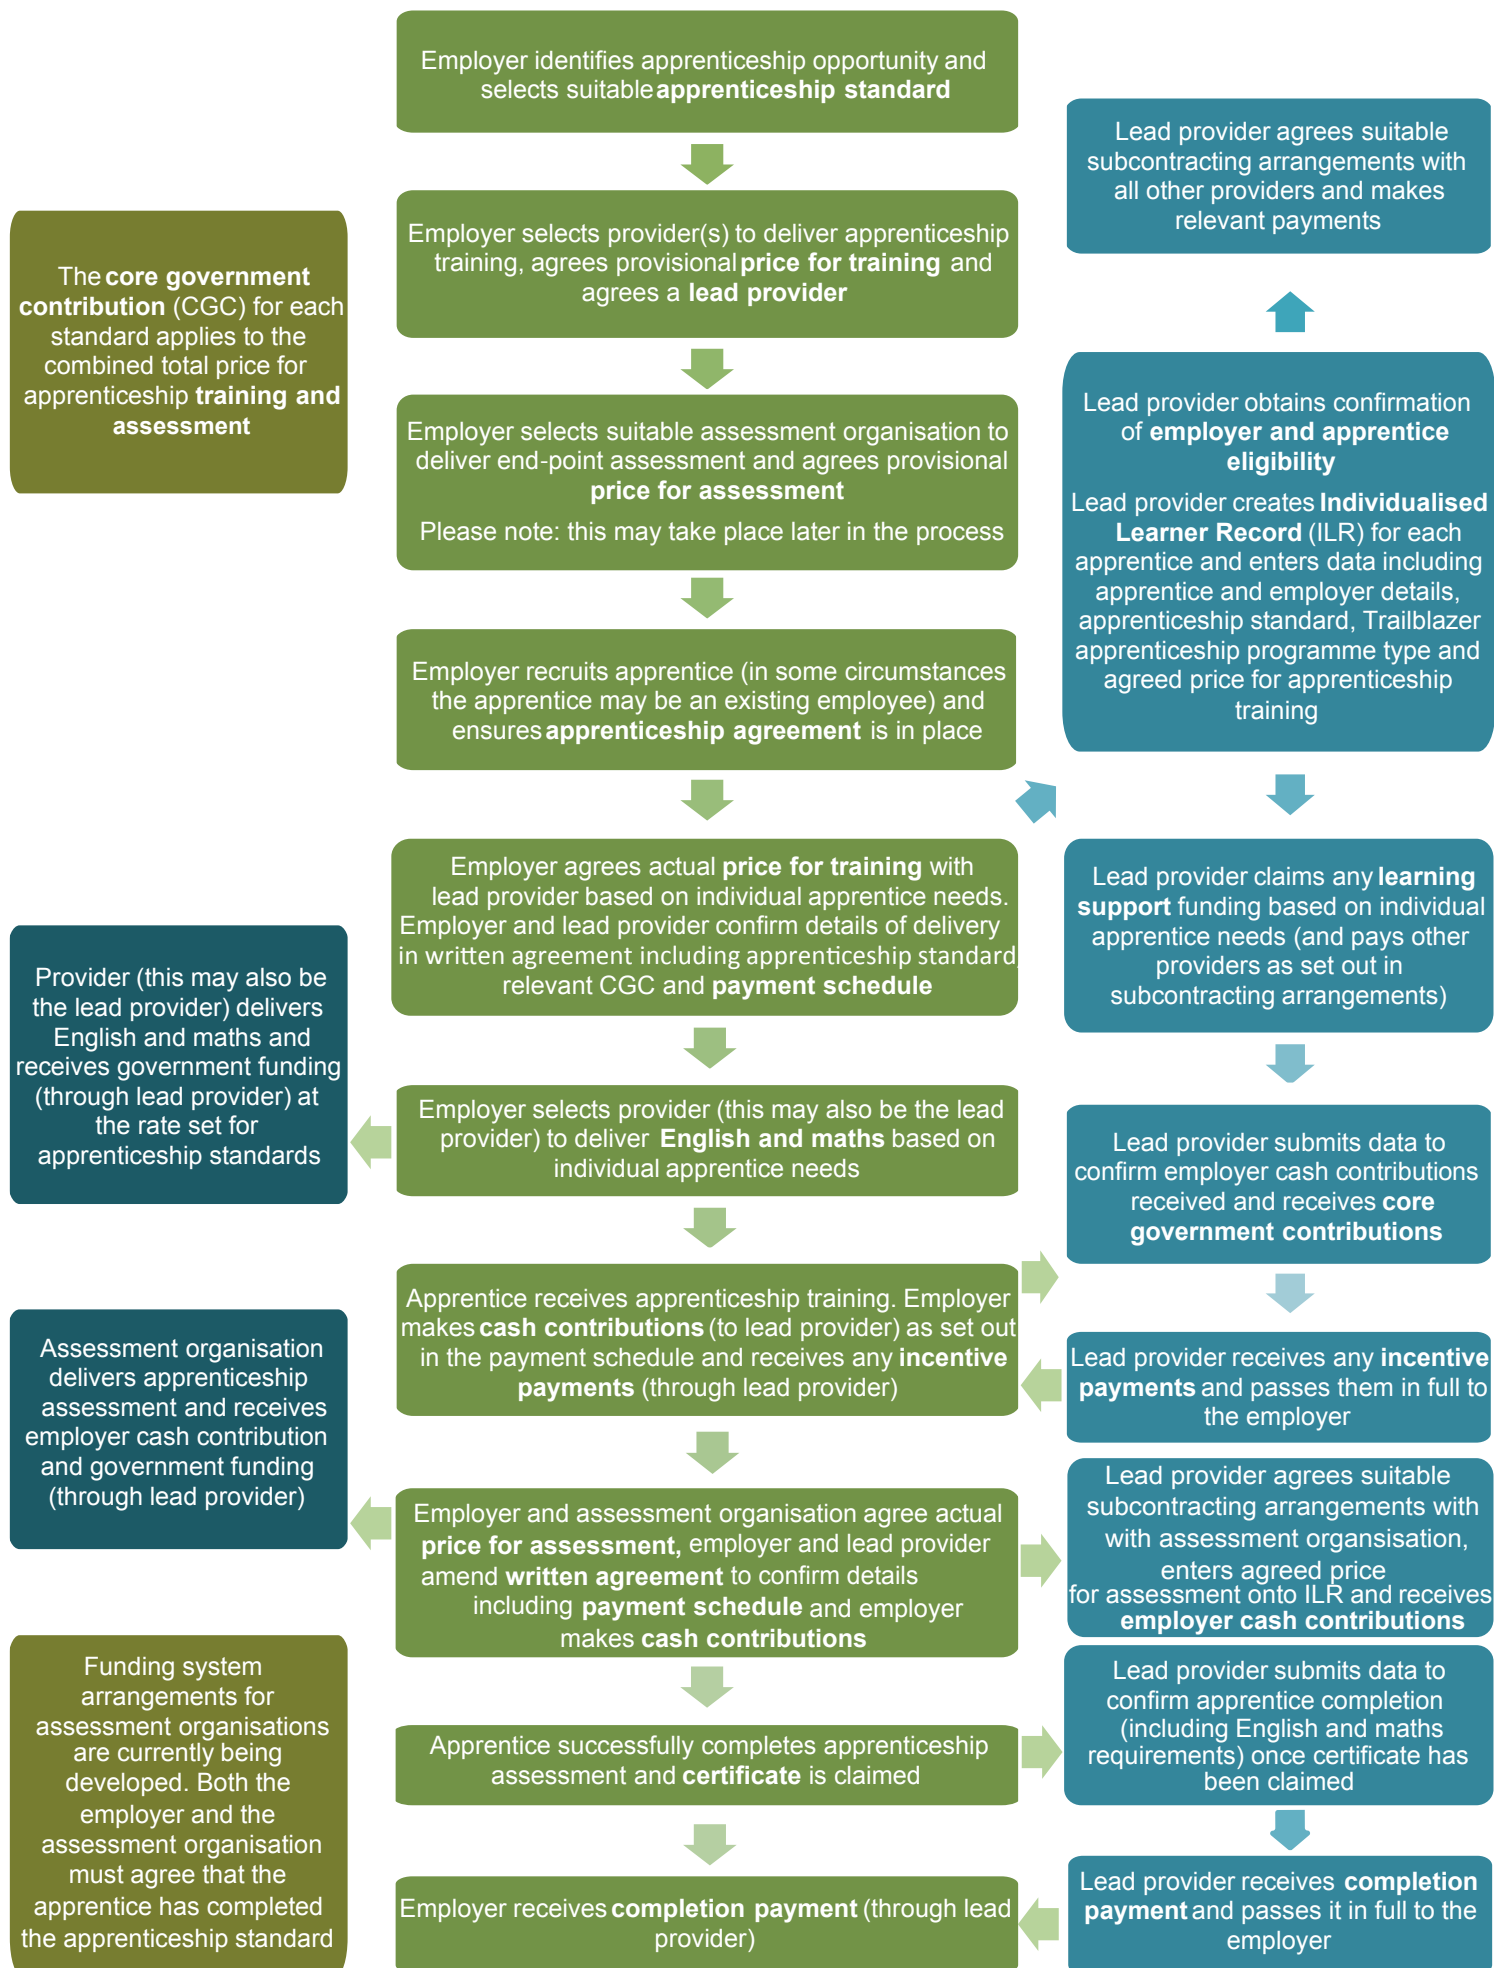 Employer identifies apprenticeship opportunity and
selects suitable apprenticeship standard
Employer selects provider(s) to deliver apprenticeship
training, agrees provisional price for training and
agrees a lead provider
Employer selects suitable assessment organisation to
deliver end-point assessment and agrees provisional
price for assessment
Please note: this may take place later in the process
Employer recruits apprentice (in some circumstances
the apprentice may be an existing employee) and
ensures apprenticeship agreement is in place
Employer agrees actual price for training with
lead provider based on individual apprentice needs.
Employer and lead provider confirm details of delivery
in written agreement including apprenticeship standard,
relevant CGC and payment schedule
Employer selects provider (this may also be the lead
provider) to deliver English and maths based on
individual apprentice needs
Apprentice receives apprenticeship training. Employer
makes cash contributions (to lead provider) as set out
in the payment schedule and receives any incentive
payments (through lead provider)
Employer and assessment organisation agree actual
price for assessment, employer and lead provider
amend written agreement to confirm details
including payment schedule and employer
makes cash contributions
Apprentice successfully completes apprenticeship
assessment and certificate is claimed
Employer receives completion payment (through lead
provider)
The core government
contribution (CGC) for each
standard applies to the
combined total price for
apprenticeship training and
assessment
Provider (this may also be
the lead provider) delivers
English and maths and
receives government funding
(through lead provider) at
the rate set for
apprenticeship standards
Assessment organisation
delivers apprenticeship
assessment and receives
employer cash contribution
and government funding
(through lead provider)
Funding system
arrangements for
assessment organisations
are currently being
developed. Both the
employer and the
assessment organisation
must agree that the
apprentice has completed
the apprenticeship standard
Lead provider agrees suitable
subcontracting arrangements with
all other providers and makes
relevant payments
Lead provider obtains confirmation
of employer and apprentice
eligibility
Lead provider creates Individualised
Learner Record (ILR) for each
apprentice and enters data including
apprentice and employer details,
apprenticeship standard, Trailblazer
apprenticeship programme type and
agreed price for apprenticeship
training
Lead provider claims any learning
support funding based on individual
apprentice needs (and pays other
providers as set out in
subcontracting arrangements)
Lead provider submits data to
confirm employer cash contributions
received and receives core
government contributions
Lead provider receives any incentive
payments and passes them in full to
the employer
Lead provider agrees suitable
subcontracting arrangements with
with assessment organsisation,
enters agreed price
for assessment onto ILR and receives
employer cash contributions
Lead provider submits data to
confirm apprentice completion
(including English and maths
requirements) once certificate has
been claimed
Lead provider receives completion
payment and passes it in full to the
employer